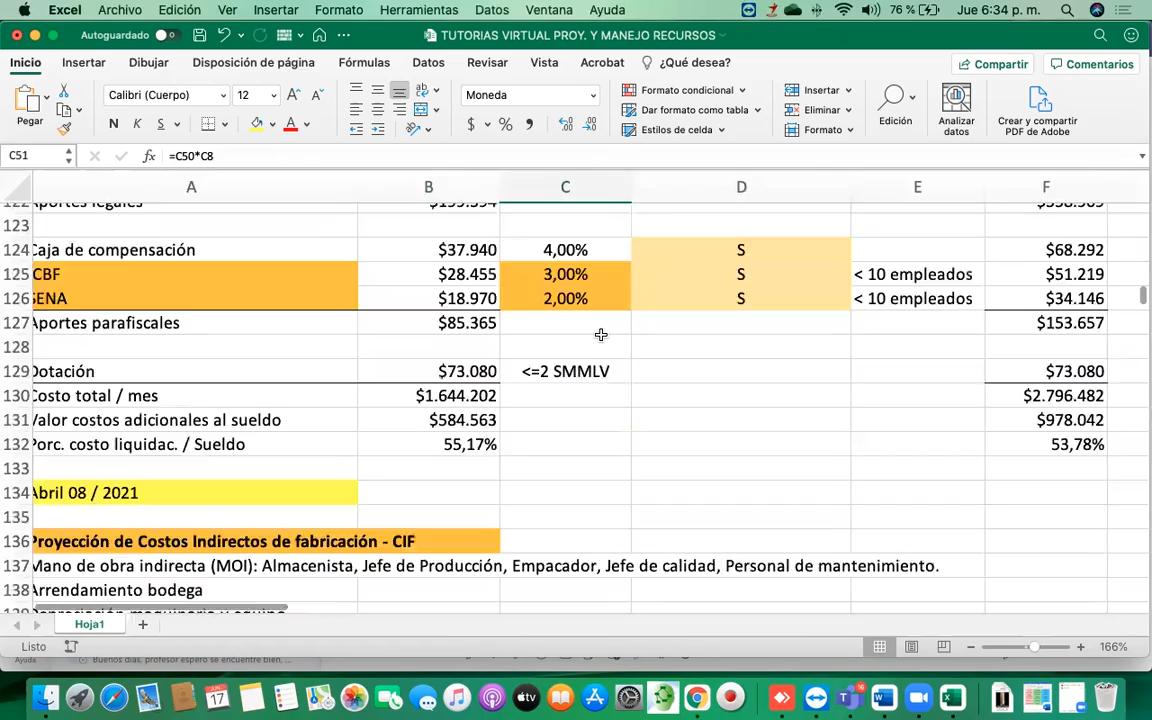 Excel Archivo Edición Ver Insertar Formato Herramientas Datos Ventana Ayuda 76 % Jue 6:34 p. m.
Autoguardado TUTORIAS VIRTUAL PROY. Y MANEJO RECURSOS
Inicio Insertar Dibujar Disposición de página Fórmulas Datos Revisar Vista Acrobat ¿Qué desea? Compartir Comentarios
Pegar Calibri (Cuerpo) 12 Moneda Formato condicional Insertar
N K S A $ % Dar formato como tabla Eliminar
Estilos de celda Formato Edición Analizar datos Crear y compartir PDF de Adobe
C51 fx =C50*C8
A B C D E F
123
124 Caja de compensación $37.940 4,00% S $68.292
125 CBF $28.455 3,00% S < 10 empleados $51.219
126 SENA $18.970 2,00% S < 10 empleados $34.146
127 Aportes parafiscales $85.365 $153.657
128
129 Dotación $73.080 <=2 SMMLV $73.080
130 Costo total / mes $1.644.202 $2.796.482
131 Valor costos adicionales al sueldo $584.563 $978.042
132 Porc. costo liquidac. / Sueldo 55,17% 53,78%
133
134 Abril 08 / 2021
135
136 Proyección de Costos Indirectos de fabricación - CIF
137 Mano de obra indirecta (MOI): Almacenista, Jefe de Producción, Empacador, Jefe de calidad, Personal de mantenimiento.
138 Arrendamiento bodega
Hoja1
Listo 166%
Ayuda Buenos días, profesor espero se encuentre bien, ...
17